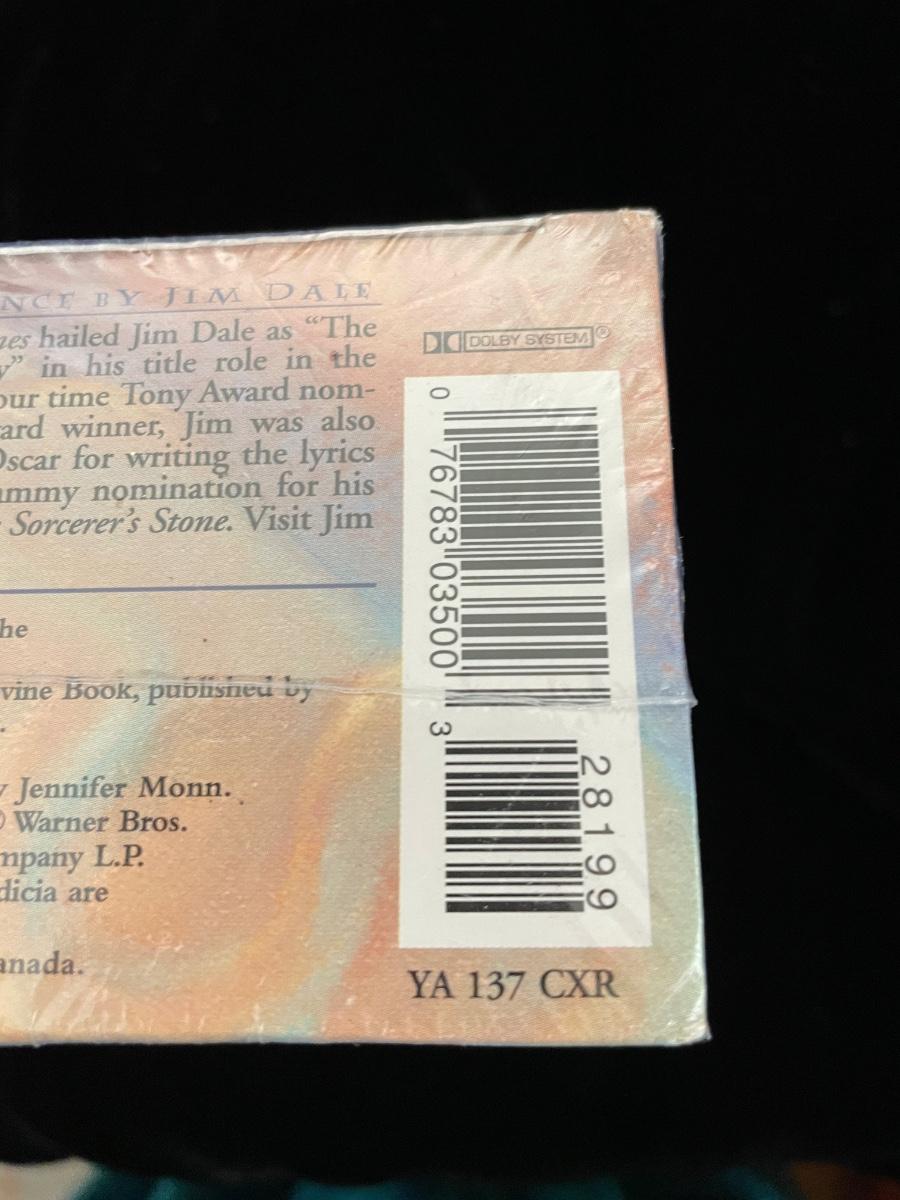 NCE BY JIM DALE
es hailed Jim Dale as “The
y” in his title role in the
our time Tony Award nom-
ard winner, Jim was also
Oscar for writing the lyrics
ammy nomination for his
Sorcerer’s Stone. Visit Jim
he
vine Book, published by
.
y Jennifer Monn.
© Warner Bros.
mpany L.P.
dicia are
anada.
DOLBY SYSTEM®
0 76783 03500 3
28199
YA 137 CXR